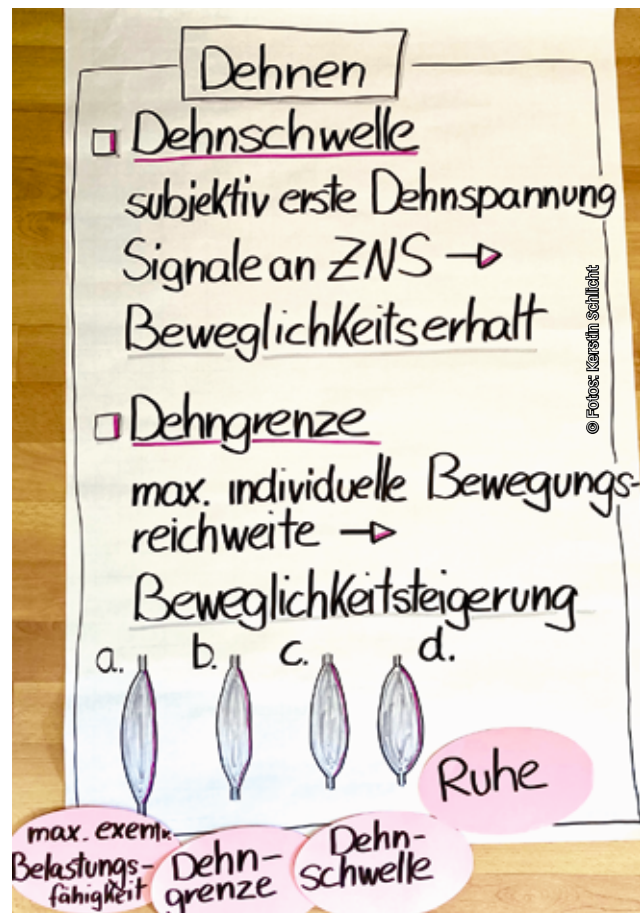 Dehnen
Dehnschwelle
subjektiv erste Dehnspannung
Signale an ZNS
Beweglichkeitserhalt
Dehngrenze
max. individuelle Bewegungs-
reichweite
Beweglichkeitsteigerung
a. b. c. d.
Ruhe
max.
Belastungs-
fähigkeit
Dehn-
grenze
Dehn-
schwelle
© Fotos: Kerstin Schlicht